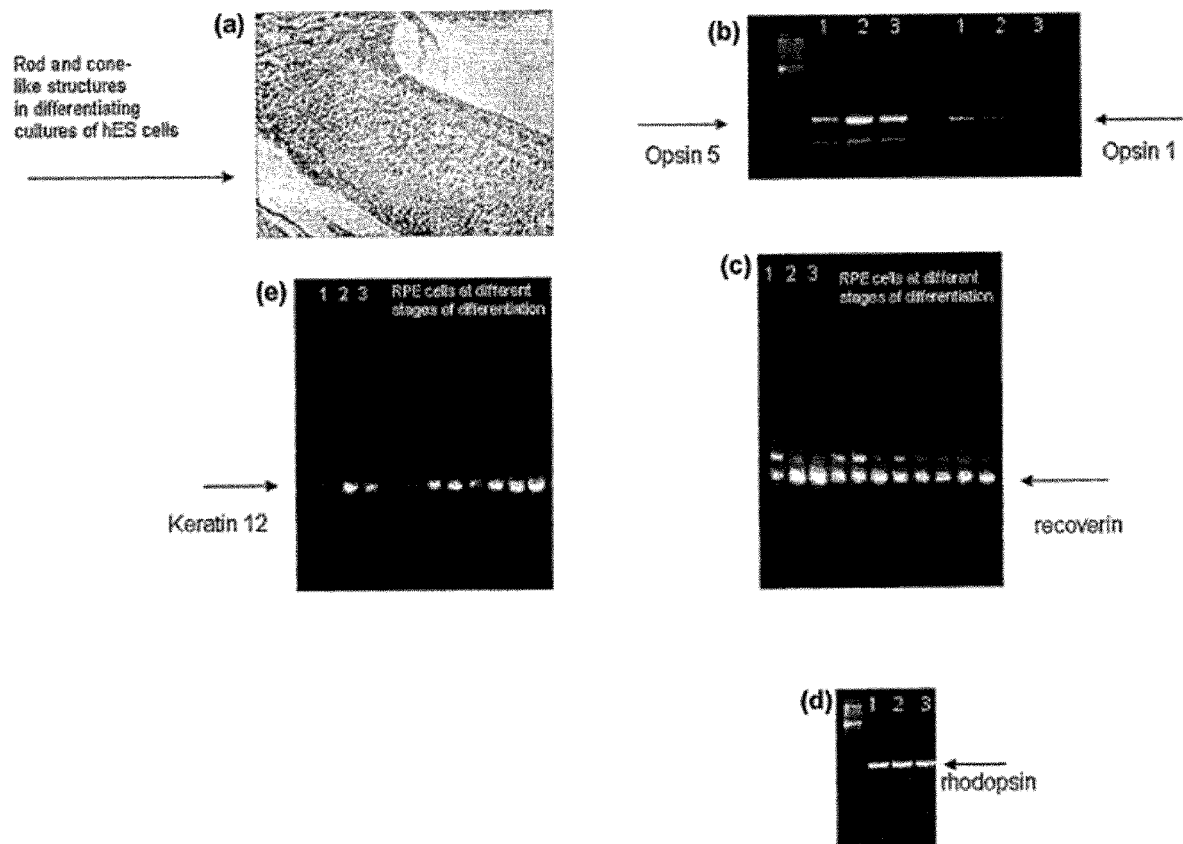 (a)
Rod and cone-
like structures
in differentiating
cultures of hES cells
(b)
1 2 3 1 2 3
Opsin 5
Opsin 1
(e)
1 2 3
RPE cells at different
stages of differentiation
Keratin 12
(c)
1 2 3
RPE cells at different
stages of differentiation
recoverin
(d)
1 2 3
rhodopsin